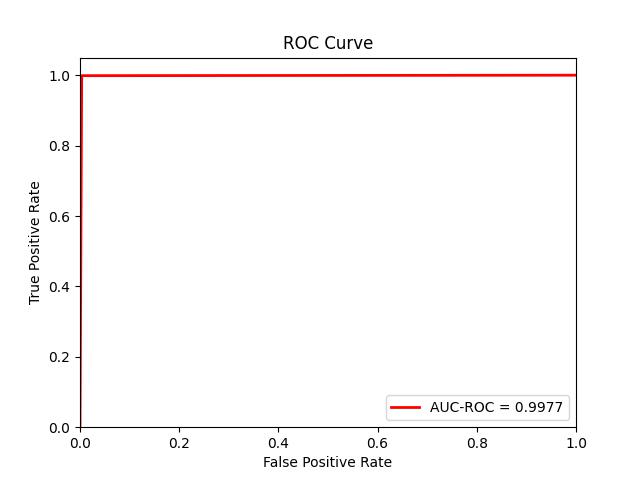 ROC Curve
True Positive Rate
1.0
0.8
0.6
0.4
0.2
0.0
AUC-ROC = 0.9977
0.0 0.2 0.4 0.6 0.8 1.0
False Positive Rate